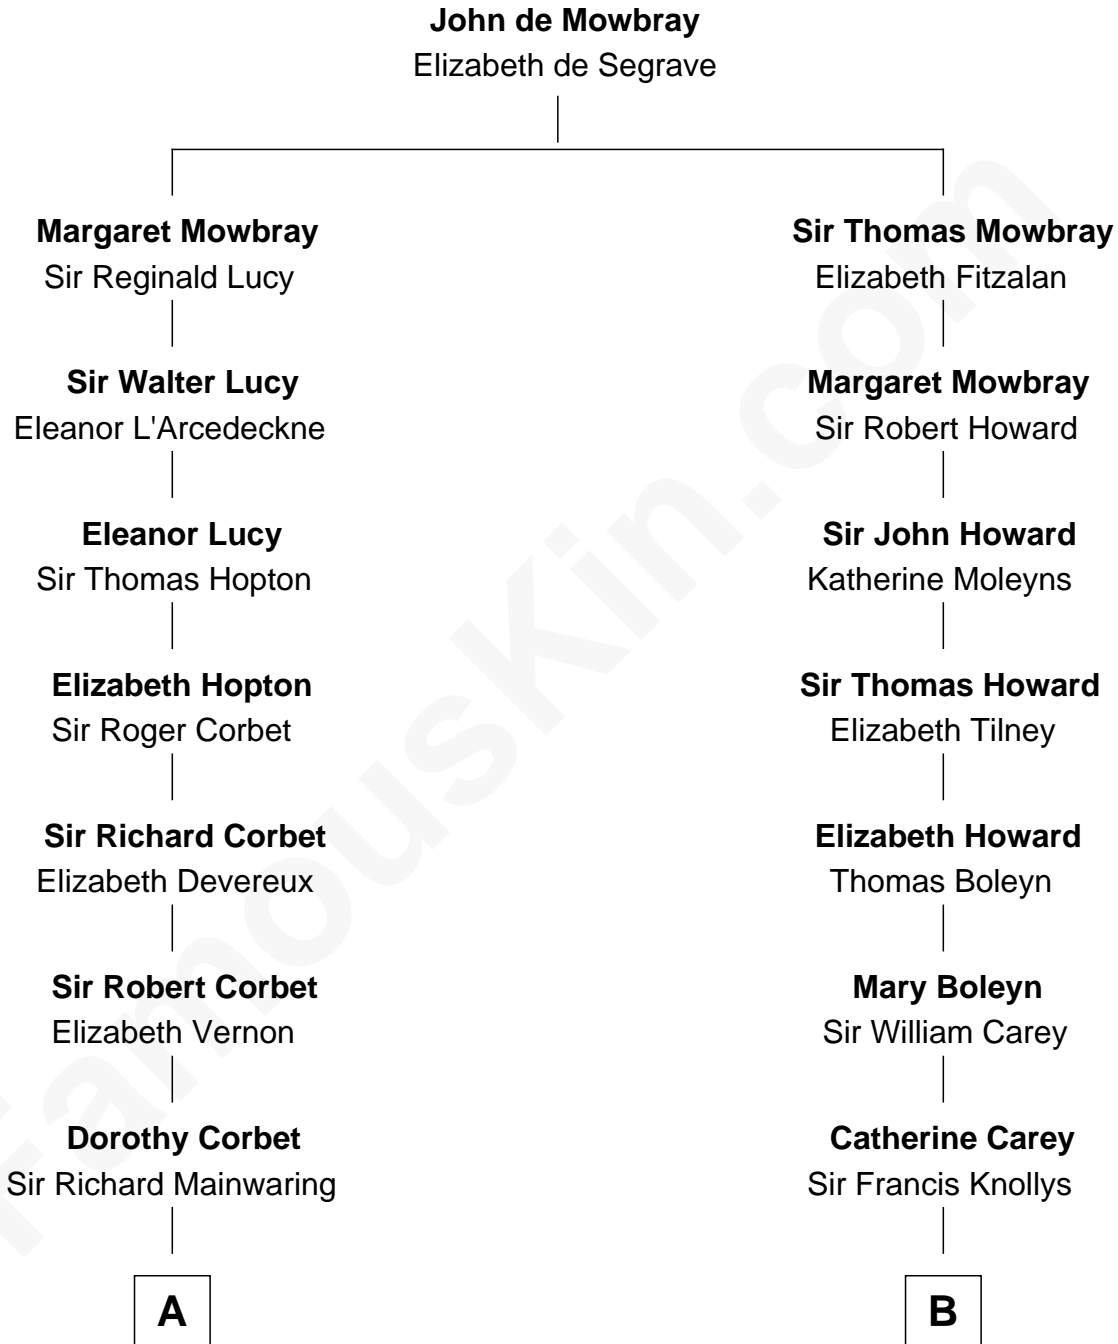 John de Mowbray
Elizabeth de Segrave
Margaret Mowbray
Sir Reginald Lucy
Sir Thomas Mowbray
Elizabeth Fitzalan
Sir Walter Lucy
Eleanor L'Arcedeckne
Margaret Mowbray
Sir Robert Howard
Eleanor Lucy
Sir Thomas Hopton
Sir John Howard
Katherine Moleyns
Elizabeth Hopton
Sir Roger Corbet
Sir Thomas Howard
Elizabeth Tilney
Sir Richard Corbet
Elizabeth Devereux
Elizabeth Howard
Thomas Boleyn
Sir Robert Corbet
Elizabeth Vernon
Mary Boleyn
Sir William Carey
Dorothy Corbet
Sir Richard Mainwaring
Catherine Carey
Sir Francis Knollys
A
B
FamousKin.com